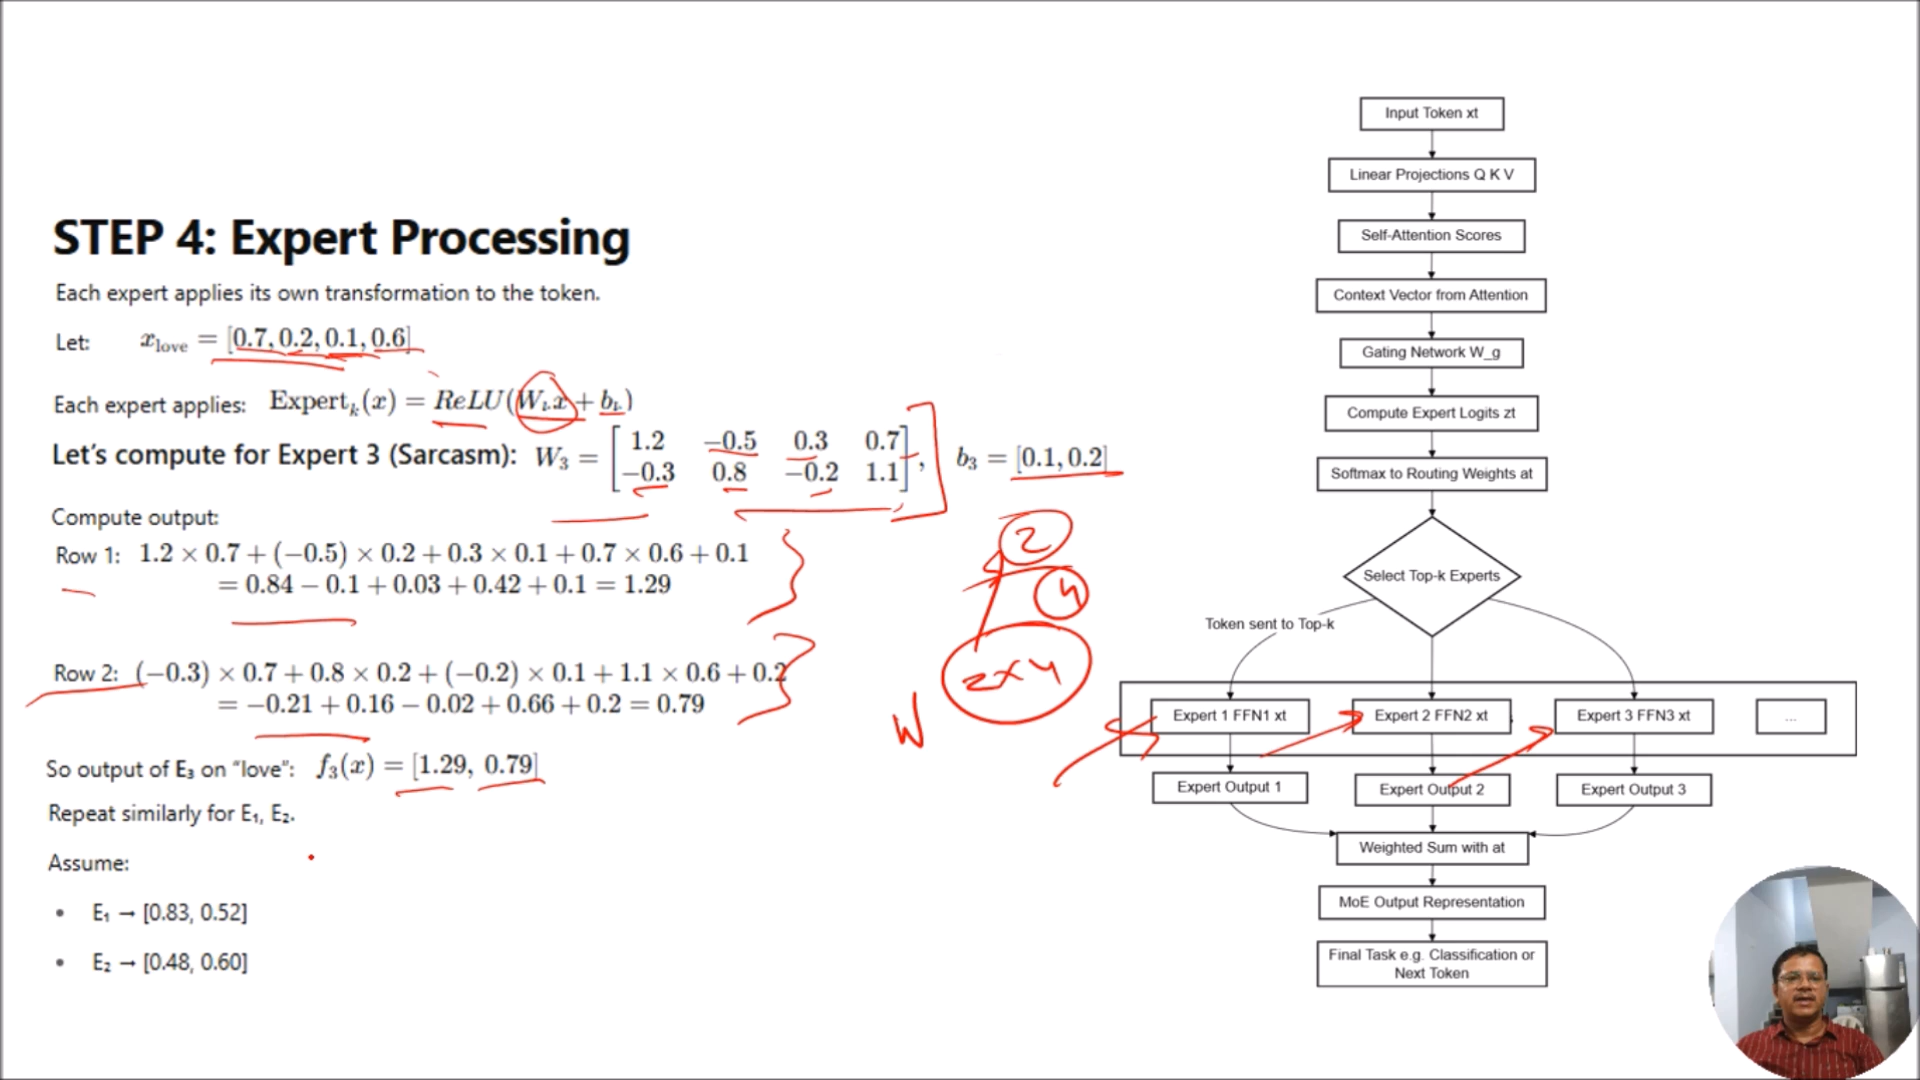 STEP 4: Expert Processing
Each expert applies its own transformation to the token.
Let: x_love = [0.7, 0.2, 0.1, 0.6]
Each expert applies: Expert_k(x) = ReLU(W_k x + b_k)
Let's compute for Expert 3 (Sarcasm): W₃ = [1.2 −0.5 0.3 0.7
−0.3 0.8 −0.2 1.1], b₃ = [0.1, 0.2]
Compute output:
Row 1: 1.2 × 0.7 + (−0.5) × 0.2 + 0.3 × 0.1 + 0.7 × 0.6 + 0.1
= 0.84 − 0.1 + 0.03 + 0.42 + 0.1 = 1.29
Row 2: (−0.3) × 0.7 + 0.8 × 0.2 + (−0.2) × 0.1 + 1.1 × 0.6 + 0.2
= −0.21 + 0.16 − 0.02 + 0.66 + 0.2 = 0.79
So output of E₃ on "love": f₃(x) = [1.29, 0.79]
Repeat similarly for E₁, E₂.
Assume:
• E₁ → [0.83, 0.52]
• E₂ → [0.48, 0.60]
2
4
2×4
W
Input Token xt
Linear Projections Q K V
Self-Attention Scores
Context Vector from Attention
Gating Network W_g
Compute Expert Logits zt
Softmax to Routing Weights at
Select Top-k Experts
Token sent to Top-k
Expert 1 FFN1 xt
Expert 2 FFN2 xt
Expert 3 FFN3 xt
...
Expert Output 1
Expert Output 2
Expert Output 3
Weighted Sum with at
MoE Output Representation
Final Task e.g. Classification or
Next Token